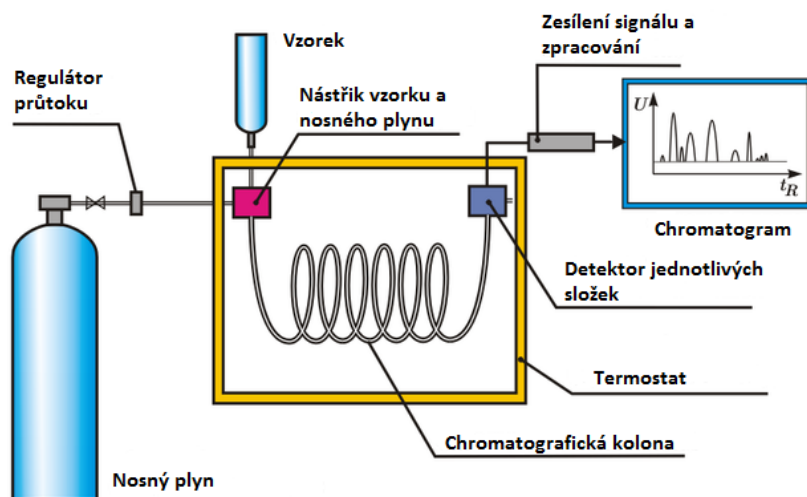 Vzorek
Zesílení signálu a
zpracování
Regulátor
průtoku
Nástřik vzorku a
nosného plynu
U
t_R
Chromatogram
Detektor jednotlivých
složek
Termostat
Chromatografická kolona
Nosný plyn